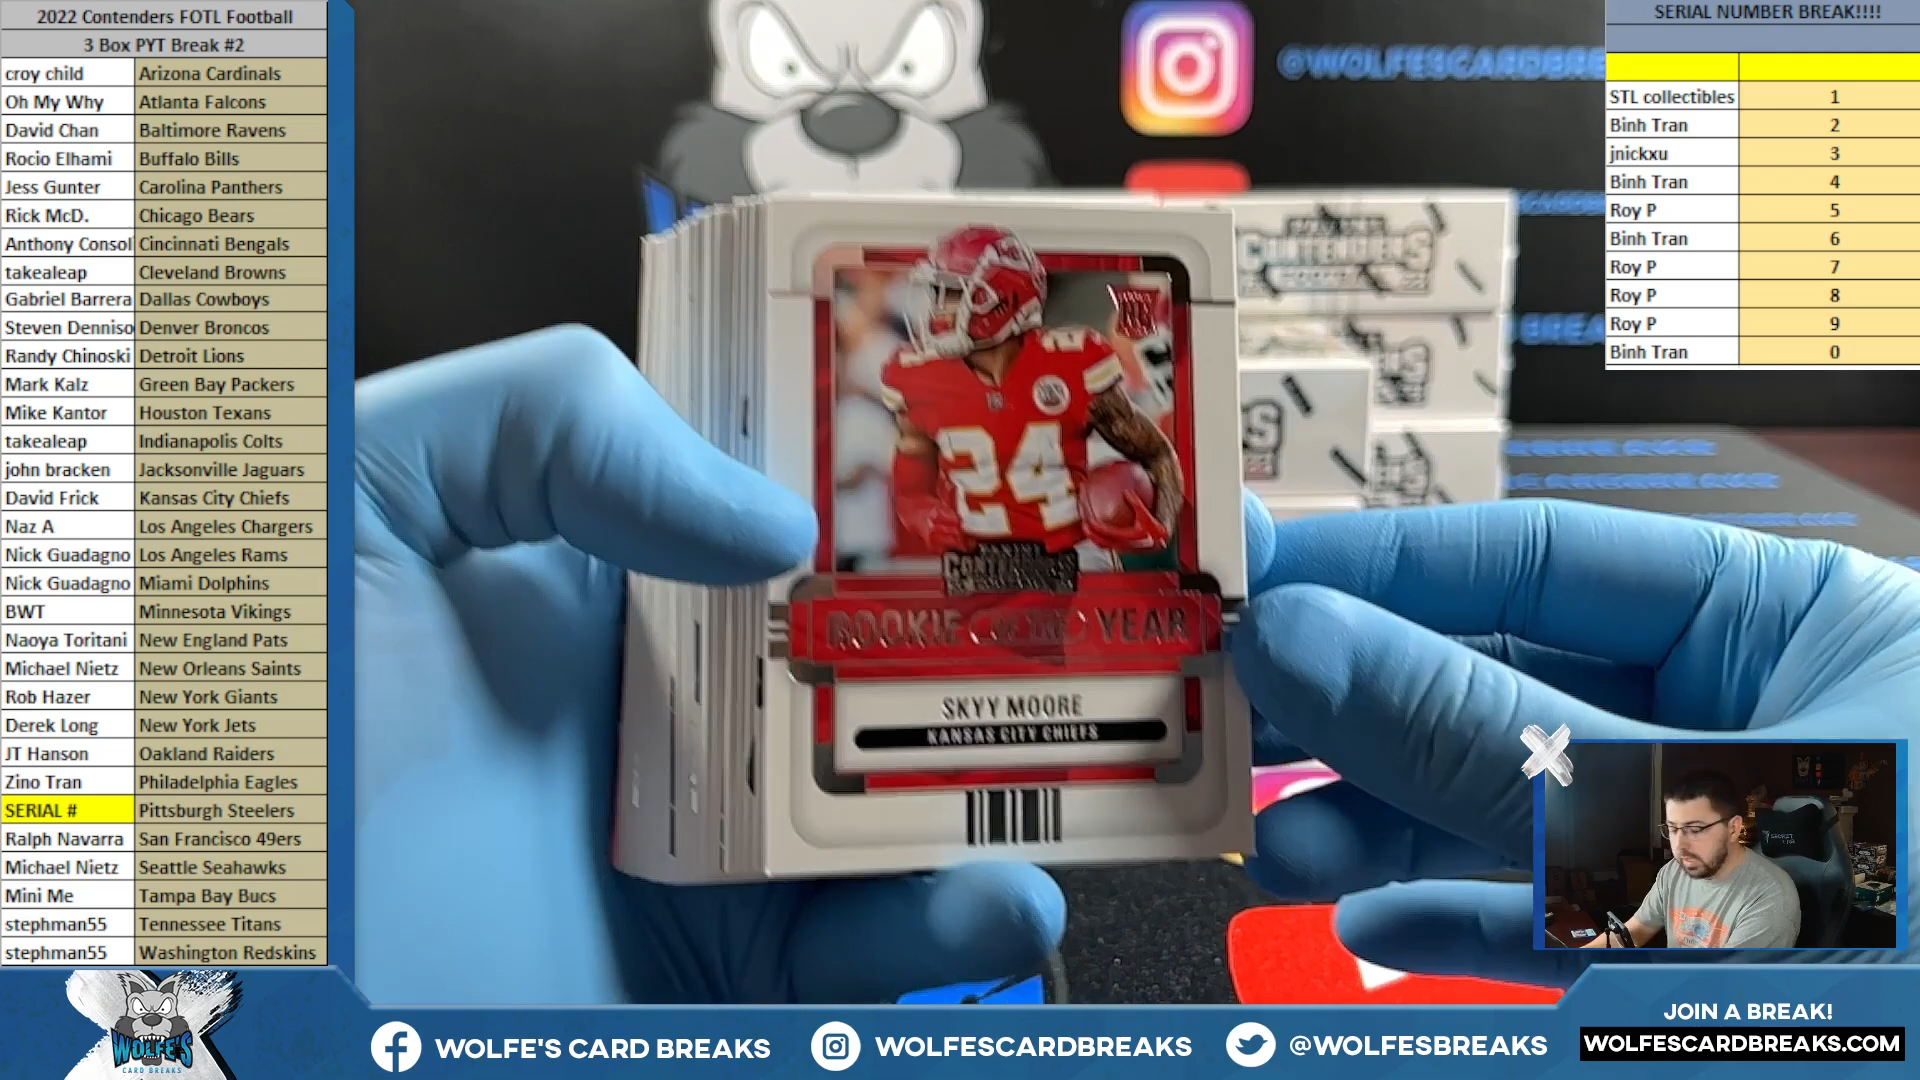 2022 Contenders FOTL Football
3 Box PYT Break #2
croy child Arizona Cardinals
Oh My Why Atlanta Falcons
David Chan Baltimore Ravens
Rocio Elhami Buffalo Bills
Jess Gunter Carolina Panthers
Rick McD. Chicago Bears
Anthony Consol Cincinnati Bengals
takealeap Cleveland Browns
Gabriel Barrera Dallas Cowboys
Steven Denniso Denver Broncos
Randy Chinoski Detroit Lions
Mark Kalz Green Bay Packers
Mike Kantor Houston Texans
takealeap Indianapolis Colts
john bracken Jacksonville Jaguars
David Frick Kansas City Chiefs
Naz A Los Angeles Chargers
Nick Guadagno Los Angeles Rams
Nick Guadagno Miami Dolphins
BWT Minnesota Vikings
Naoya Toritani New England Pats
Michael Nietz New Orleans Saints
Rob Hazer New York Giants
Derek Long New York Jets
JT Hanson Oakland Raiders
Zino Tran Philadelphia Eagles
SERIAL # Pittsburgh Steelers
Ralph Navarra San Francisco 49ers
Michael Nietz Seattle Seahawks
Mini Me Tampa Bay Bucs
stephman55 Tennessee Titans
stephman55 Washington Redskins
@WOLFESCARDBRE
SERIAL NUMBER BREAK!!!!
STL collectibles 1
Binh Tran 2
jnickxu 3
Binh Tran 4
Roy P 5
Binh Tran 6
Roy P 7
Roy P 8
Roy P 9
Binh Tran 0
CONTENDERS
24
PANINI
CONTENDERS
ROOKIE OF THE YEAR
SKYY MOORE
KANSAS CITY CHIEFS
WOLFE'S
CARD BREAKS
WOLFE'S CARD BREAKS
WOLFESCARDBREAKS
@WOLFESBREAKS
JOIN A BREAK!
WOLFESCARDBREAKS.COM